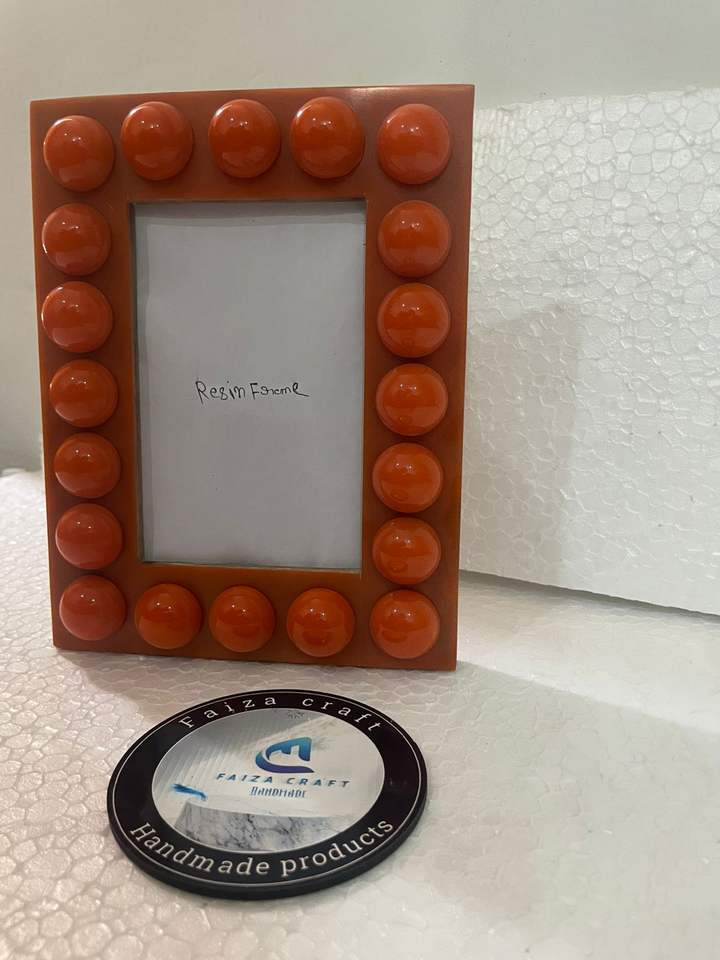 Resin Frame
Faiza craft
FAIZA CRAFT
HANDMADE
Handmade products